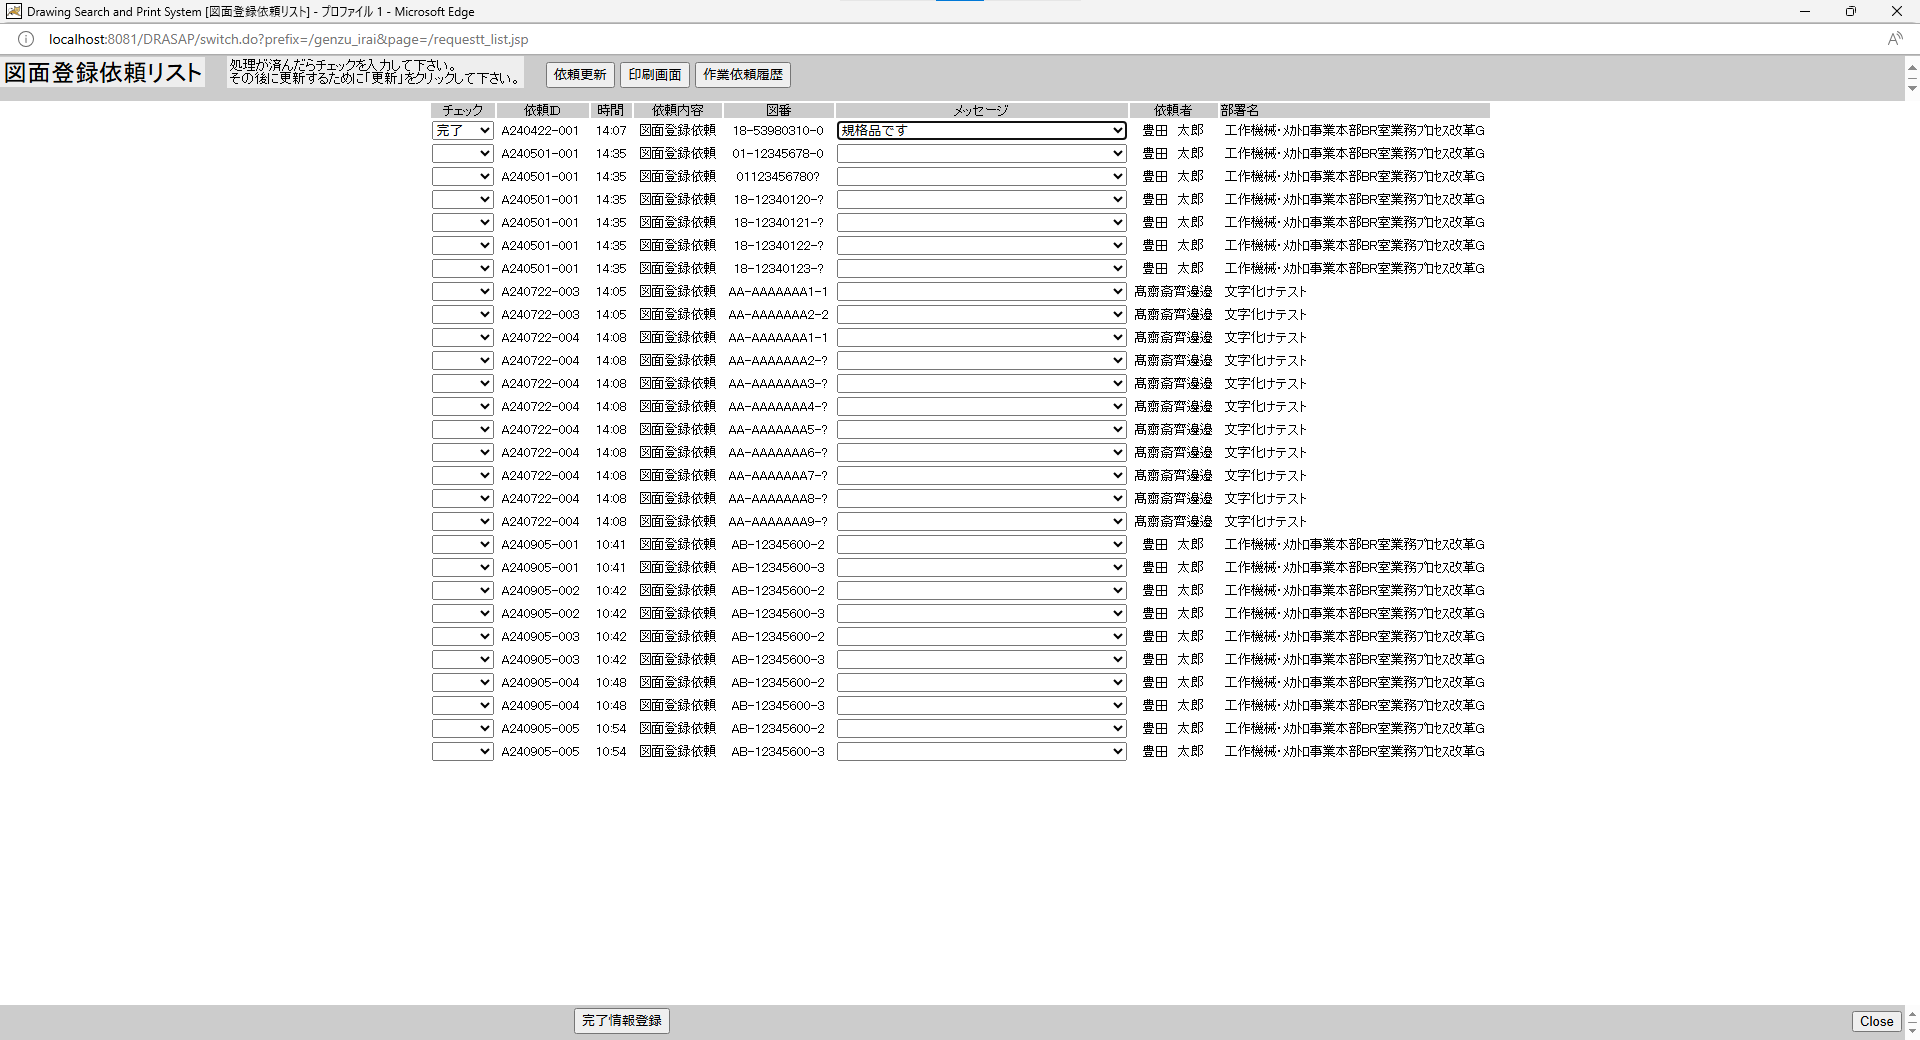 Drawing Search and Print System [図面登録依頼リスト] - プロファイル 1 - Microsoft Edge
localhost:8081/DRASAP/switch.do?prefix=/genzu_irai&page=/requestt_list.jsp
図面登録依頼リスト
処理が済んだらチェックを入力して下さい。
その後に更新するために「更新」をクリックして下さい。
依頼更新 印刷画面 作業依頼履歴
チェック 依頼ID 時間 依頼内容 図番 メッセージ 依頼者 部署名
完了 A240422-001 14:07 図面登録依頼 18-53980310-0 規格品です 豊田 太郎 工作機械・メカトロ事業本部BR室業務プロセス改革G
A240501-001 14:35 図面登録依頼 01-12345678-0 豊田 太郎 工作機械・メカトロ事業本部BR室業務プロセス改革G
A240501-001 14:35 図面登録依頼 01123456780? 豊田 太郎 工作機械・メカトロ事業本部BR室業務プロセス改革G
A240501-001 14:35 図面登録依頼 18-12340120-? 豊田 太郎 工作機械・メカトロ事業本部BR室業務プロセス改革G
A240501-001 14:35 図面登録依頼 18-12340121-? 豊田 太郎 工作機械・メカトロ事業本部BR室業務プロセス改革G
A240501-001 14:35 図面登録依頼 18-12340122-? 豊田 太郎 工作機械・メカトロ事業本部BR室業務プロセス改革G
A240501-001 14:35 図面登録依頼 18-12340123-? 豊田 太郎 工作機械・メカトロ事業本部BR室業務プロセス改革G
A240722-003 14:05 図面登録依頼 AA-AAAAAAA1-1 髙齋斎齊邉邊 文字化けテスト
A240722-003 14:05 図面登録依頼 AA-AAAAAAA2-2 髙齋斎齊邉邊 文字化けテスト
A240722-004 14:08 図面登録依頼 AA-AAAAAAA1-1 髙齋斎齊邉邊 文字化けテスト
A240722-004 14:08 図面登録依頼 AA-AAAAAAA2-? 髙齋斎齊邉邊 文字化けテスト
A240722-004 14:08 図面登録依頼 AA-AAAAAAA3-? 髙齋斎齊邉邊 文字化けテスト
A240722-004 14:08 図面登録依頼 AA-AAAAAAA4-? 髙齋斎齊邉邊 文字化けテスト
A240722-004 14:08 図面登録依頼 AA-AAAAAAA5-? 髙齋斎齊邉邊 文字化けテスト
A240722-004 14:08 図面登録依頼 AA-AAAAAAA6-? 髙齋斎齊邉邊 文字化けテスト
A240722-004 14:08 図面登録依頼 AA-AAAAAAA7-? 髙齋斎齊邉邊 文字化けテスト
A240722-004 14:08 図面登録依頼 AA-AAAAAAA8-? 髙齋斎齊邉邊 文字化けテスト
A240722-004 14:08 図面登録依頼 AA-AAAAAAA9-? 髙齋斎齊邉邊 文字化けテスト
A240905-001 10:41 図面登録依頼 AB-12345600-2 豊田 太郎 工作機械・メカトロ事業本部BR室業務プロセス改革G
A240905-001 10:41 図面登録依頼 AB-12345600-3 豊田 太郎 工作機械・メカトロ事業本部BR室業務プロセス改革G
A240905-002 10:42 図面登録依頼 AB-12345600-2 豊田 太郎 工作機械・メカトロ事業本部BR室業務プロセス改革G
A240905-002 10:42 図面登録依頼 AB-12345600-3 豊田 太郎 工作機械・メカトロ事業本部BR室業務プロセス改革G
A240905-003 10:42 図面登録依頼 AB-12345600-2 豊田 太郎 工作機械・メカトロ事業本部BR室業務プロセス改革G
A240905-003 10:42 図面登録依頼 AB-12345600-3 豊田 太郎 工作機械・メカトロ事業本部BR室業務プロセス改革G
A240905-004 10:48 図面登録依頼 AB-12345600-2 豊田 太郎 工作機械・メカトロ事業本部BR室業務プロセス改革G
A240905-004 10:48 図面登録依頼 AB-12345600-3 豊田 太郎 工作機械・メカトロ事業本部BR室業務プロセス改革G
A240905-005 10:54 図面登録依頼 AB-12345600-2 豊田 太郎 工作機械・メカトロ事業本部BR室業務プロセス改革G
A240905-005 10:54 図面登録依頼 AB-12345600-3 豊田 太郎 工作機械・メカトロ事業本部BR室業務プロセス改革G
完了情報登録 Close